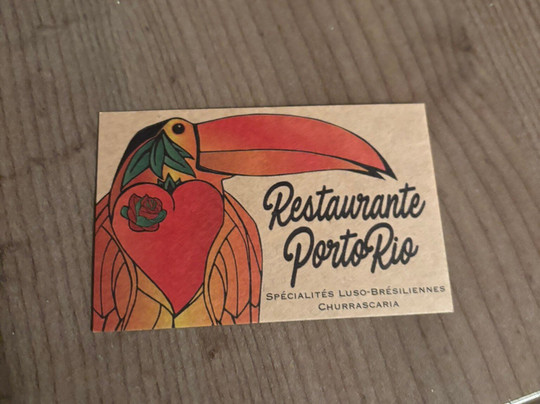 Restaurante
PortoRio
Spécialités Luso-Brésiliennes
Churrascaria